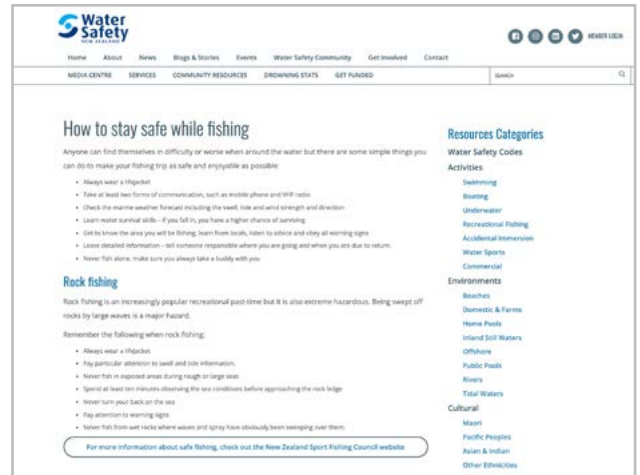 Water
Safety
NEW ZEALAND
MEMBER LOGIN
Home About News Blogs & Stories Events Water Safety Community Get Involved Contact
MEDIA CENTRE SERVICES COMMUNITY RESOURCES DROWNING STATS GET FUNDED
SEARCH
How to stay safe while fishing
Anyone can find themselves in difficulty or worse when around the water but there are some simple things you
can do to make your fishing trip as safe and enjoyable as possible:
• Always wear a lifejacket
• Take at least two forms of communication, such as mobile phone and VHF radio
• Check the marine weather forecast including the swell, tide and wind strength and direction
• Learn water survival skills – if you fall in, you have a higher chance of surviving
• Get to know the area you will be fishing, learn from locals, listen to advice and obey all warning signs
• Leave detailed information – tell someone responsible where you are going and when you are due to return.
• Never fish alone, make sure you always take a buddy with you.
Rock fishing
Rock fishing is an increasingly popular recreational past-time but it is also extreme hazardous. Being swept off
rocks by large waves is a major hazard.
Remember the following when rock fishing:
• Always wear a lifejacket
• Pay particular attention to swell and tide information.
• Never fish in exposed areas during rough or large seas
• Spend at least ten minutes observing the sea conditions before approaching the rock ledge
• Never turn your back on the sea
• Pay attention to warning signs
• Never fish from wet rocks where waves and spray have obviously been sweeping over them.
For more information about safe fishing, check out the New Zealand Sport Fishing Council website
Resources Categories
Water Safety Codes
Activities
Swimming
Boating
Underwater
Recreational Fishing
Accidental Immersion
Water Sports
Commercial
Environments
Beaches
Domestic & Farms
Home Pools
Inland Still Waters
Offshore
Public Pools
Rivers
Tidal Waters
Cultural
Maori
Pacific Peoples
Asian & Indian
Other Ethnicities